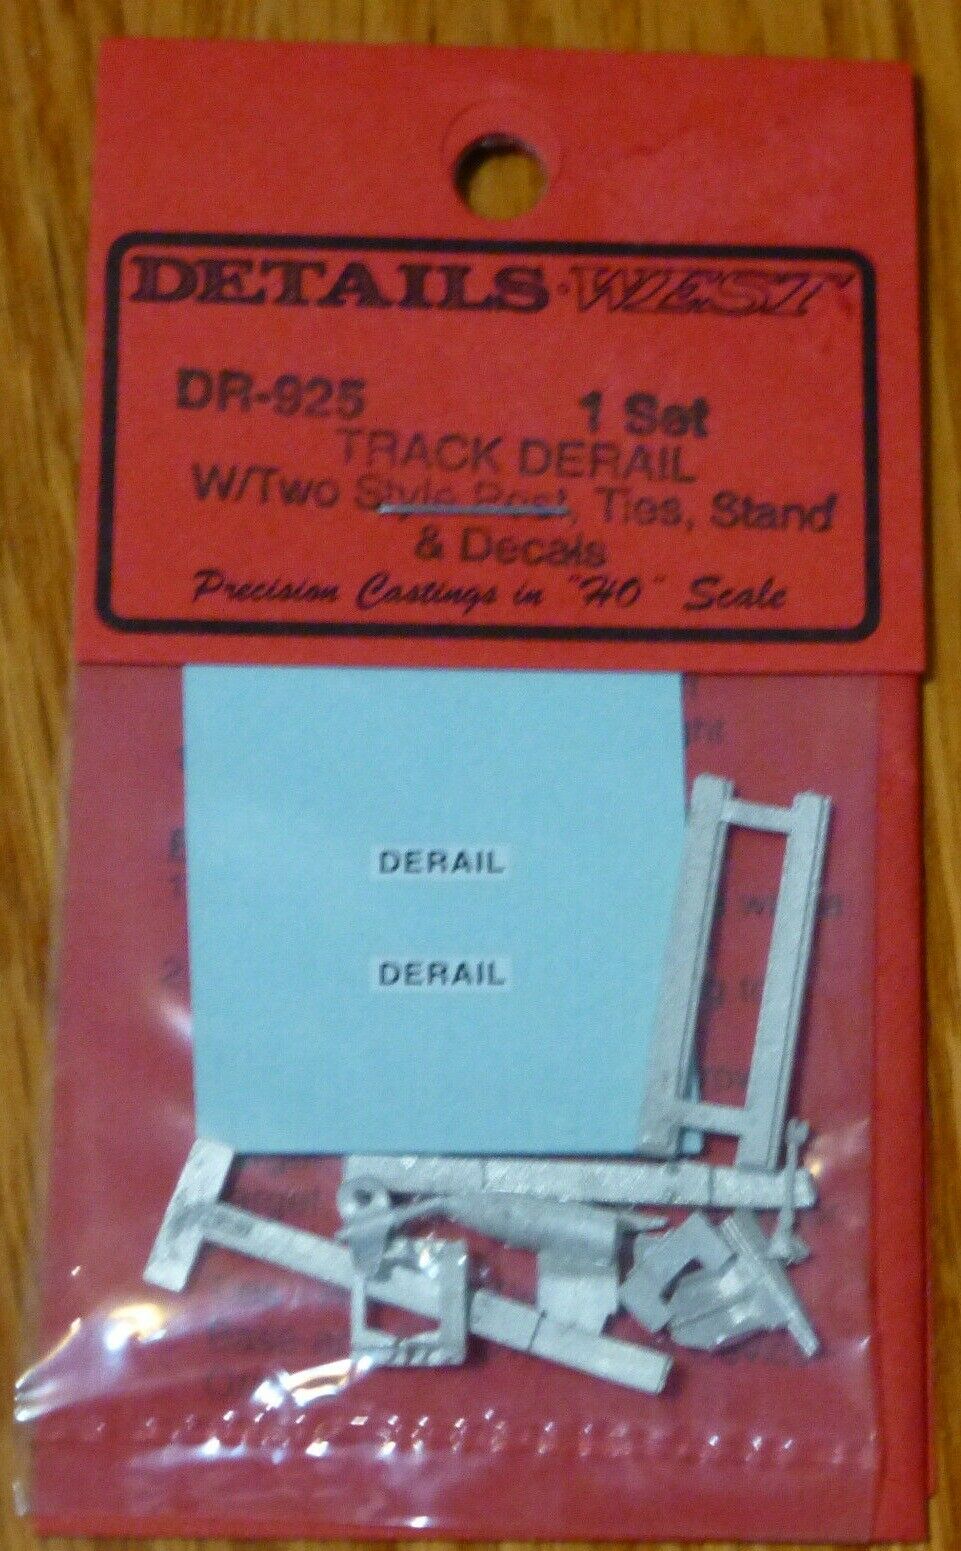 DETAILS WEST
DR-925 1 Set
TRACK DERAIL
W/Two Style Post, Ties, Stand
& Decals
Precision Castings in "HO" Scale
DERAIL
DERAIL